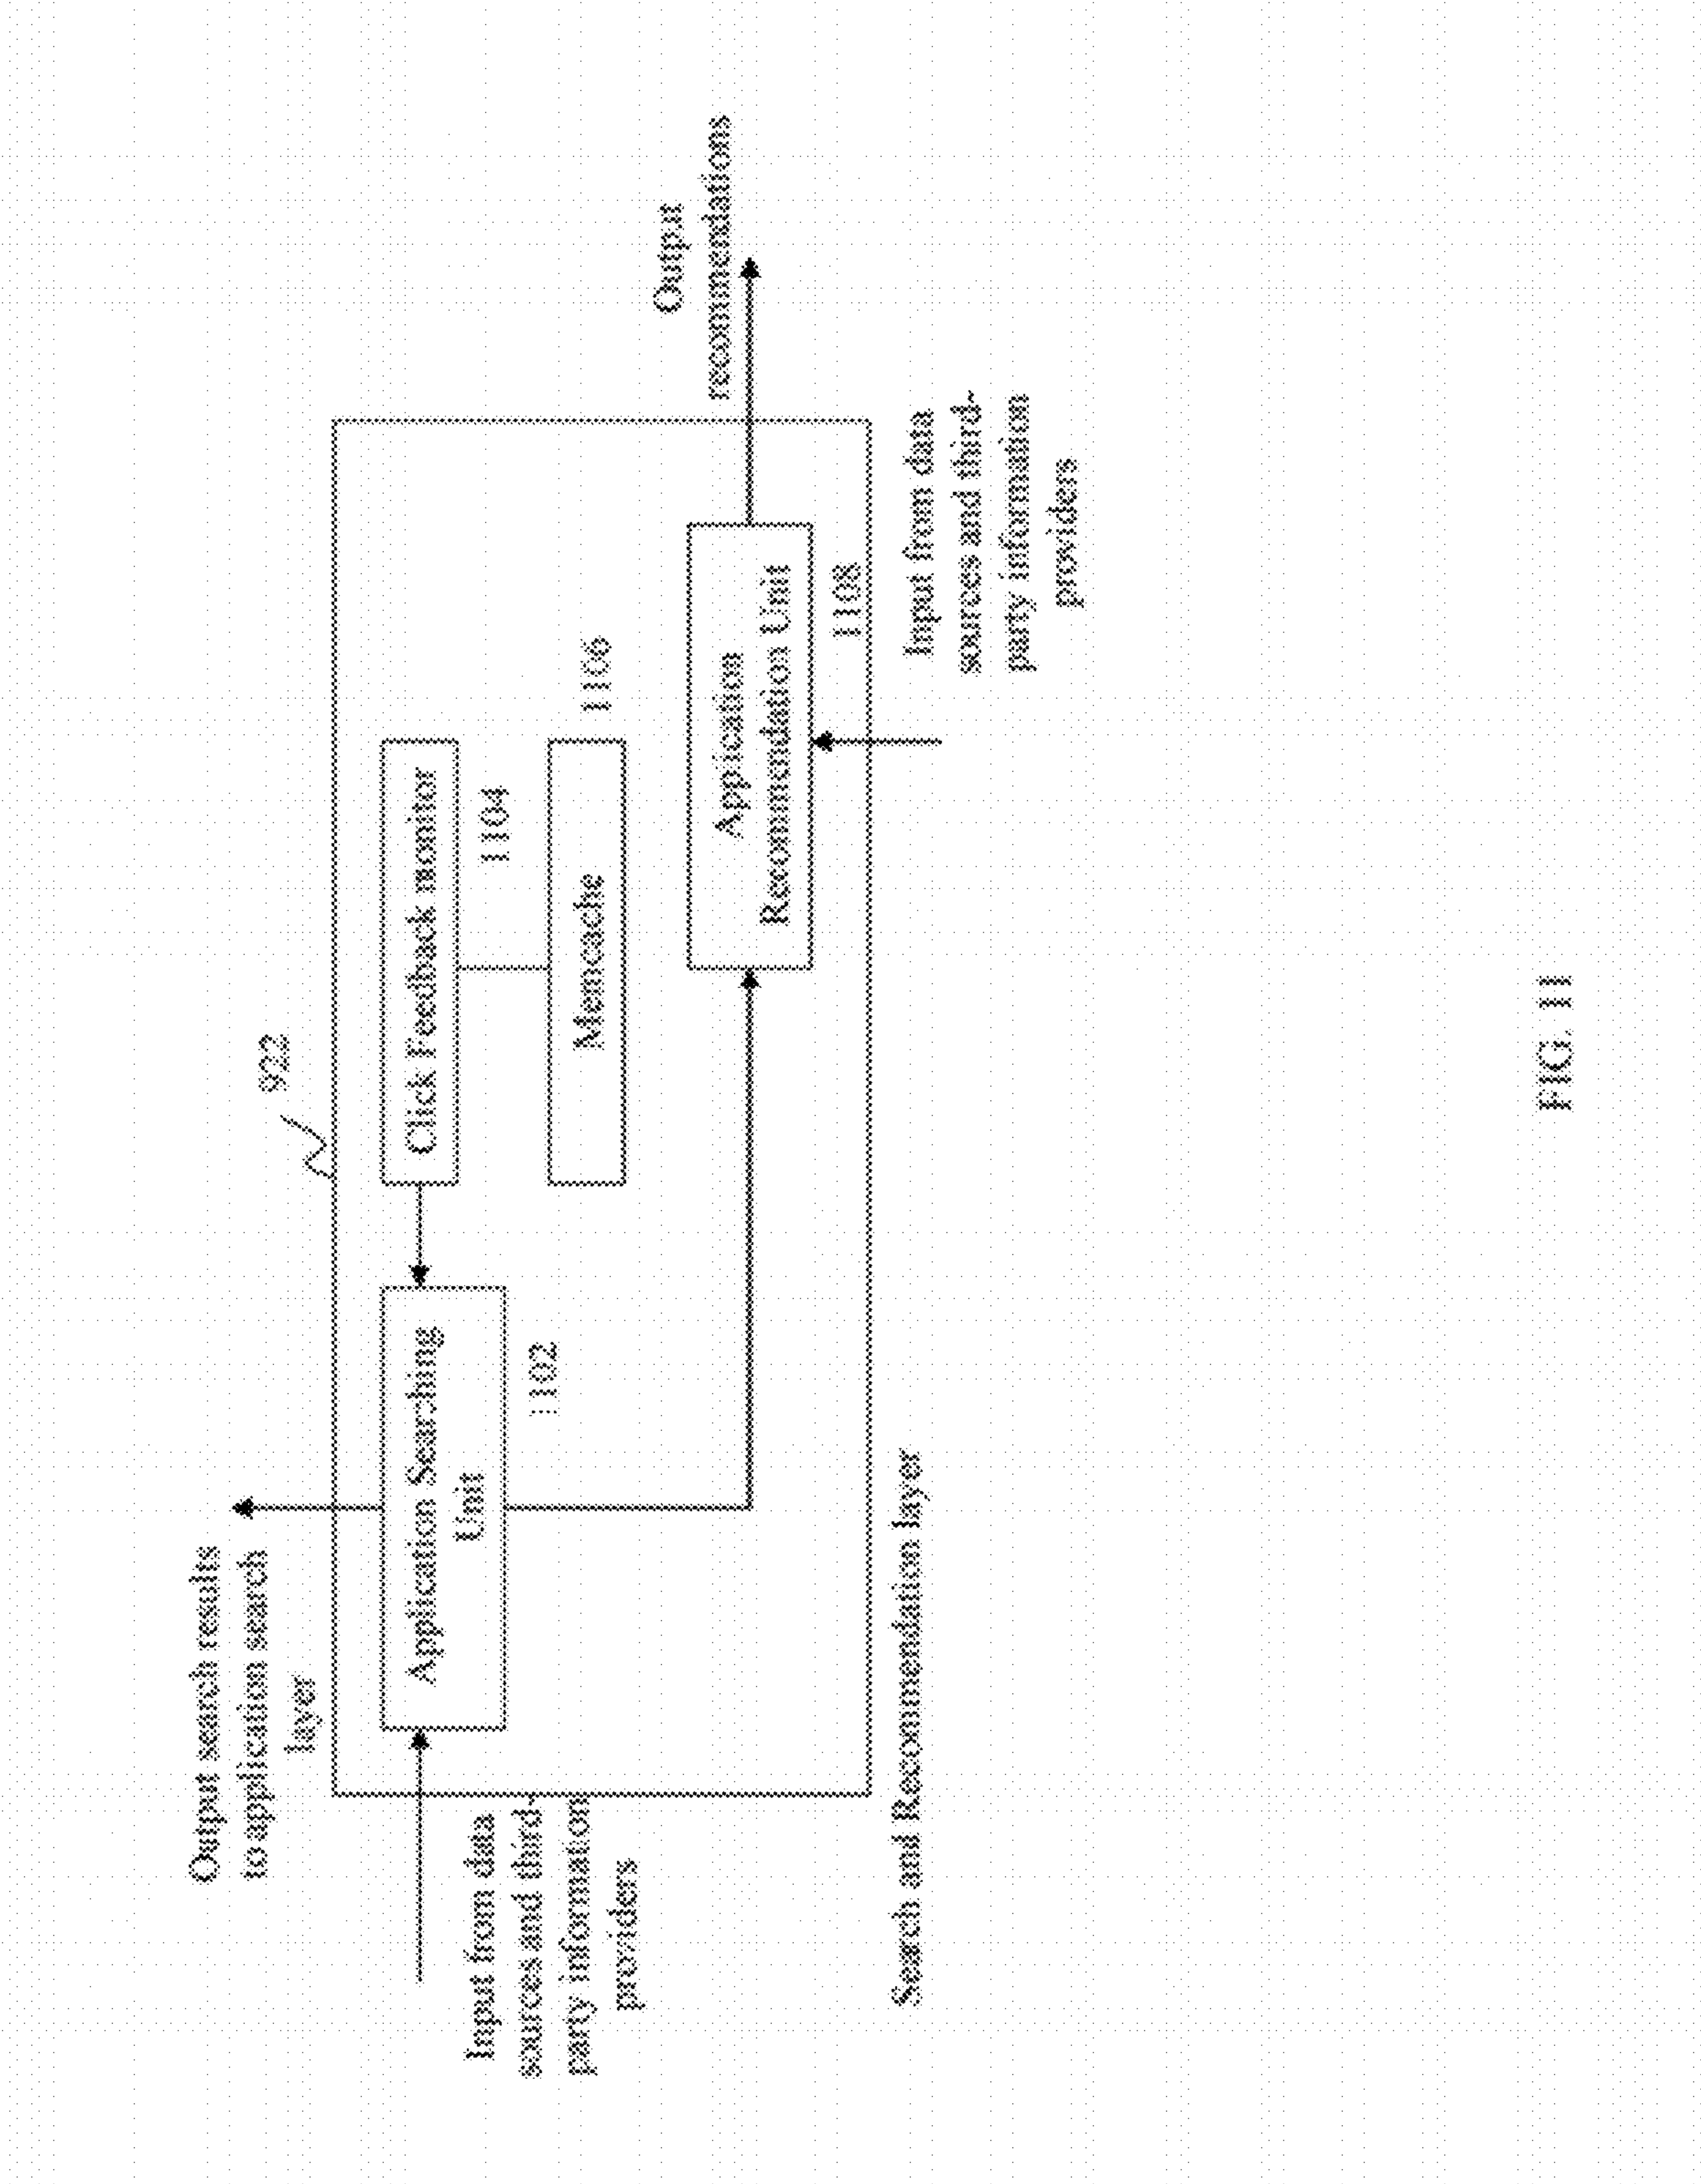 Output search results
to application search
layer
922
Input from data
sources and third-
party information
providers
Application Searching
Unit
1102
Click Feedback monitor
1104
Memcache
1106
Application
Recommendation Unit
1108
Output
recommendations
Input from data
sources and third-
party information
providers
Search and Recommendation layer
FIG. 11